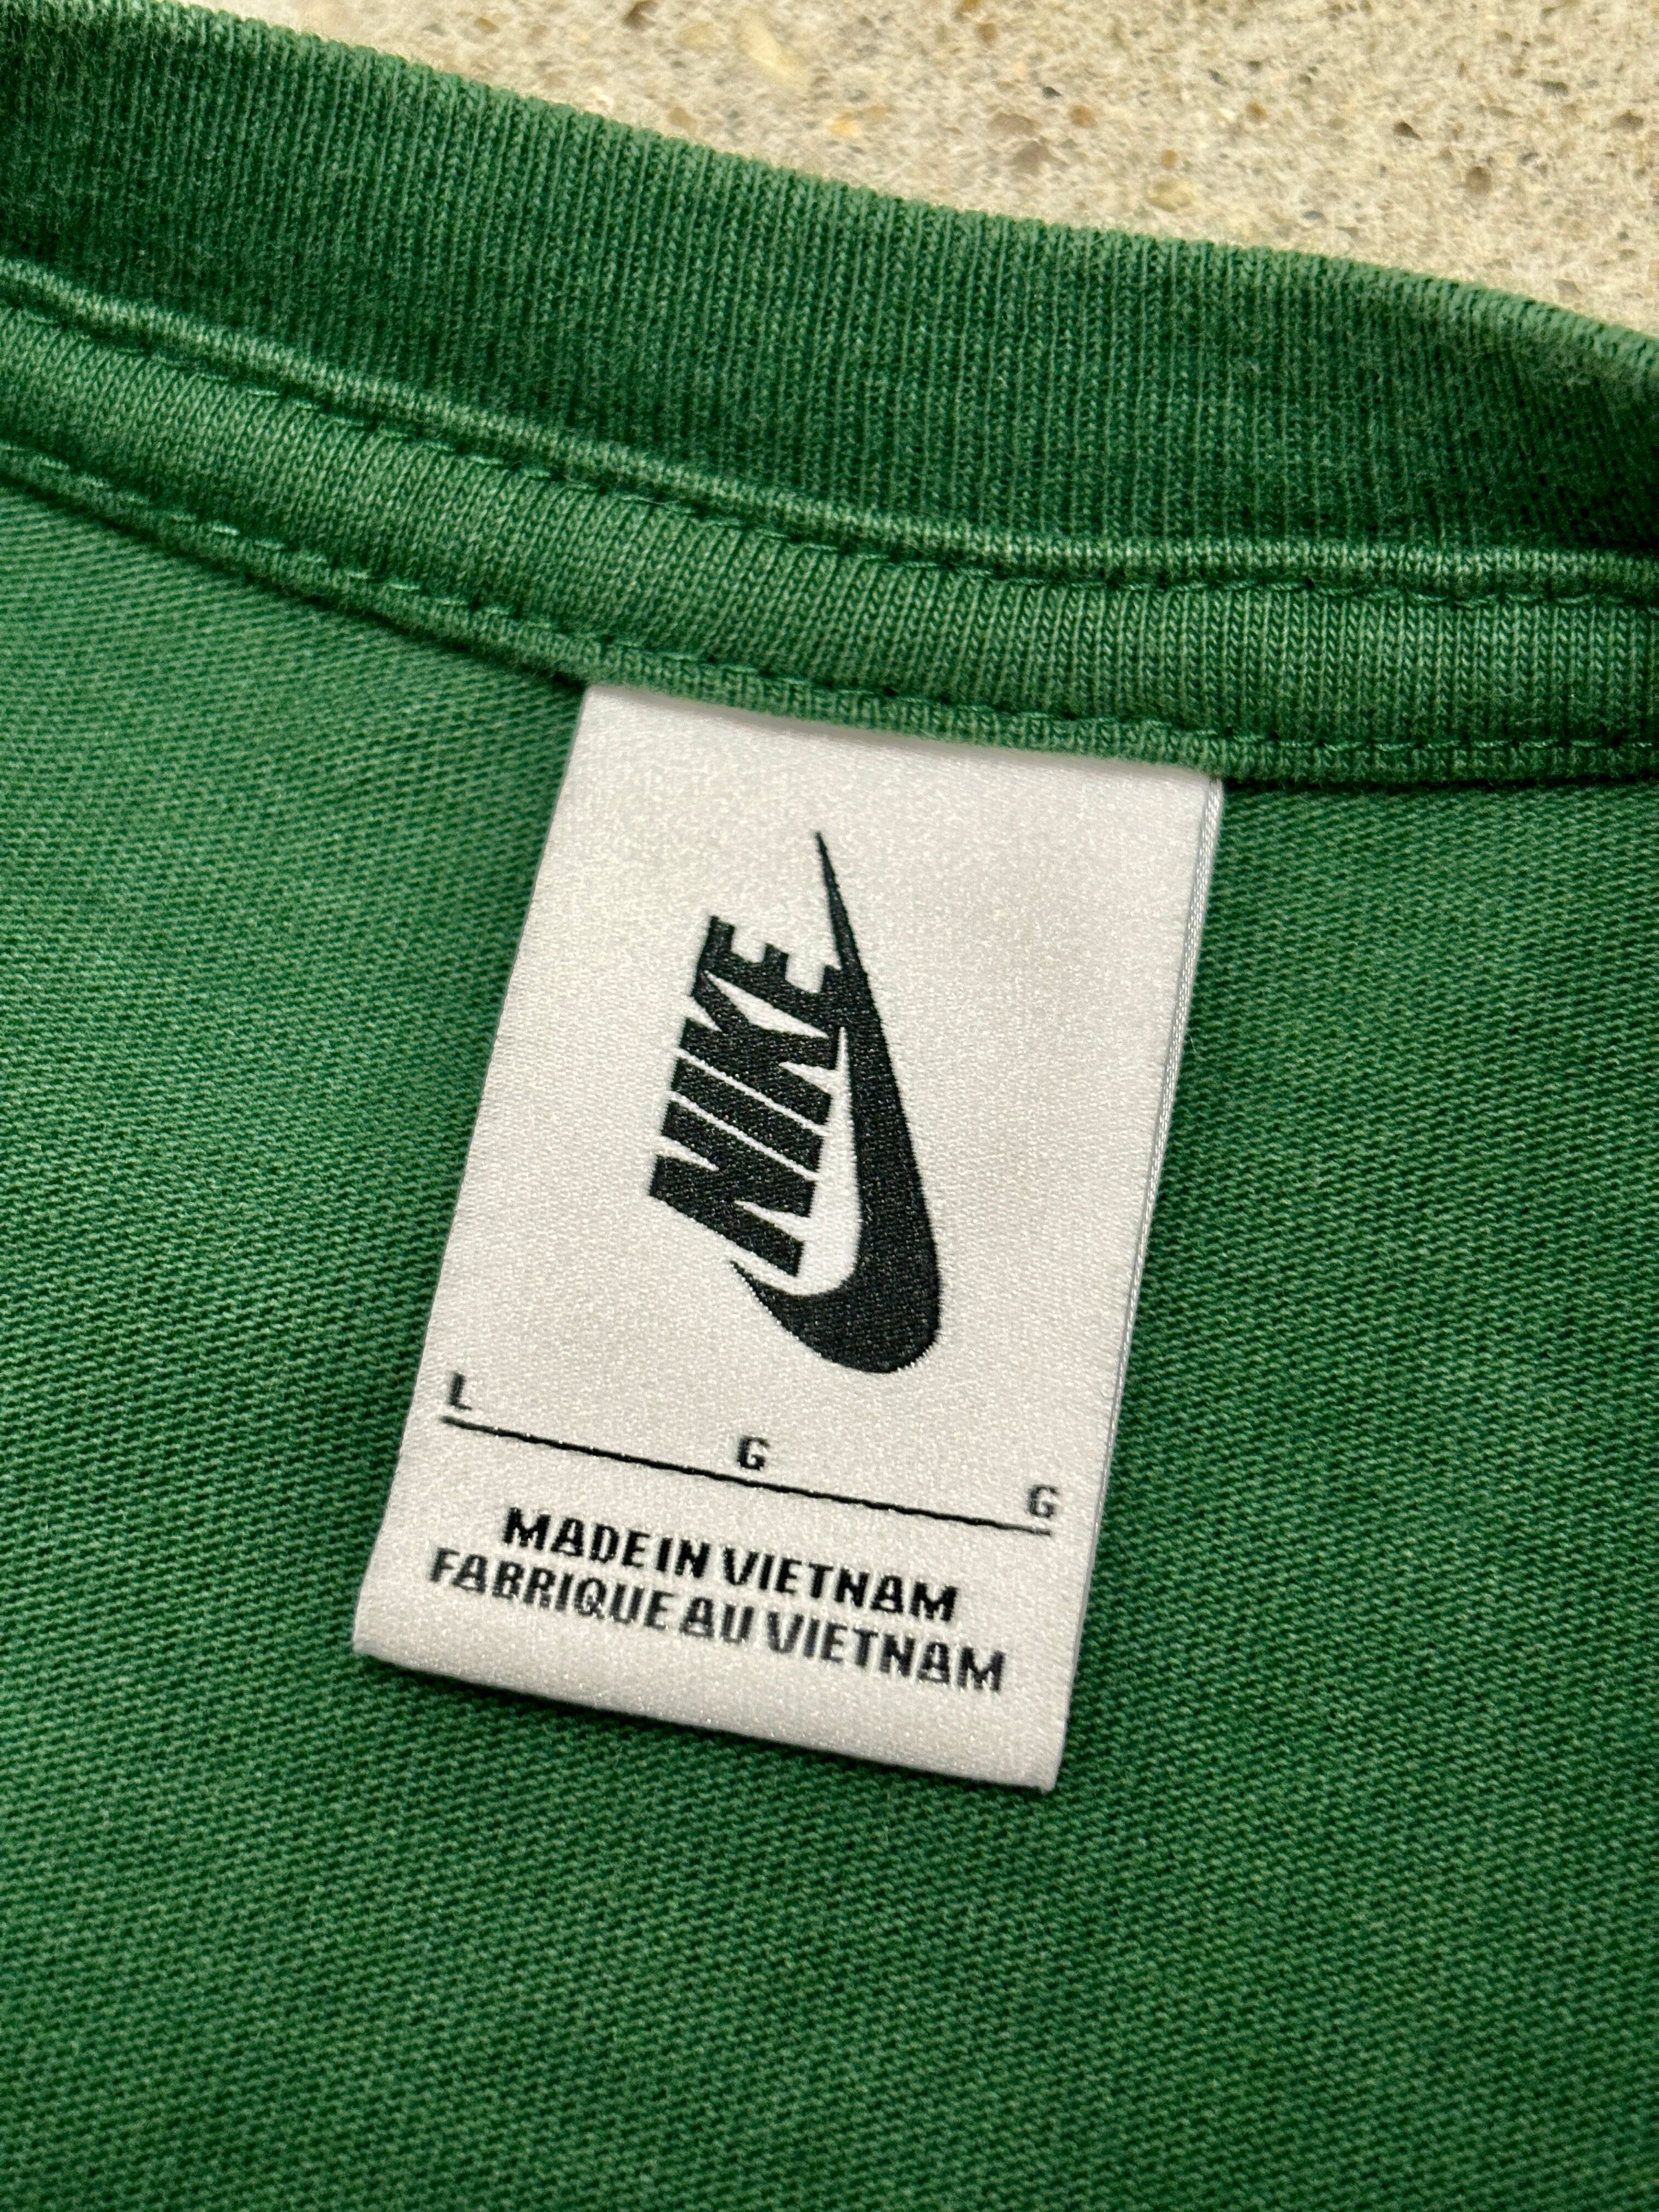 NIKE
L G G
MADE IN VIETNAM
FABRIQUE AU VIETNAM